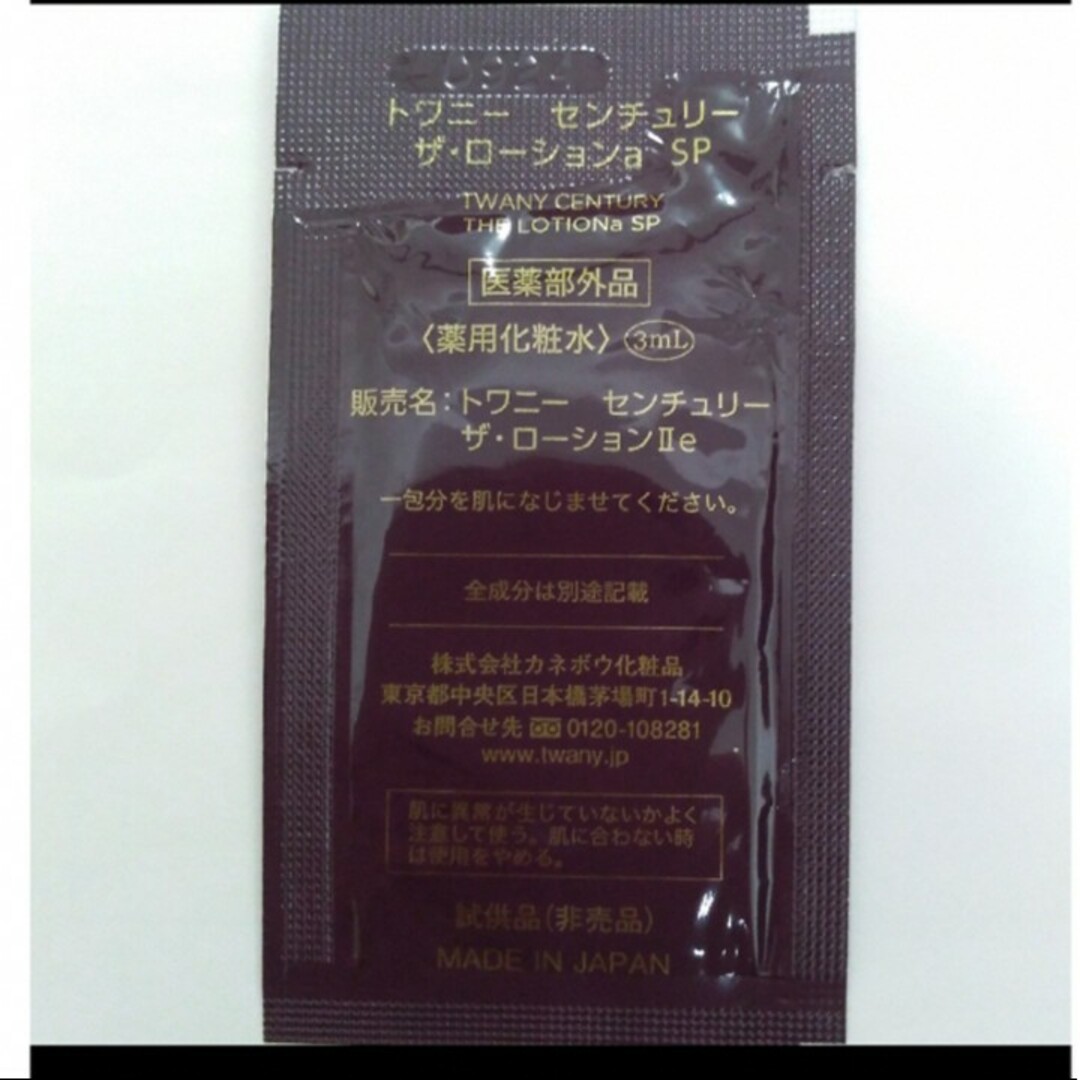 トワニー センチュリー
ザ・ローションa SP
TWANY CENTURY
THE LOTIONa SP
医薬部外品
〈薬用化粧水〉 3mL
販売名:トワニー センチュリー
ザ・ローションⅡe
一包分を肌になじませてください。
全成分は別途記載
株式会社カネボウ化粧品
東京都中央区日本橋茅場町1-14-10
お問合せ先 0120-108281
www.twany.jp
肌に異常が生じていないかよく
注意して使う。肌に合わない時
は使用をやめる。
試供品(非売品)
MADE IN JAPAN